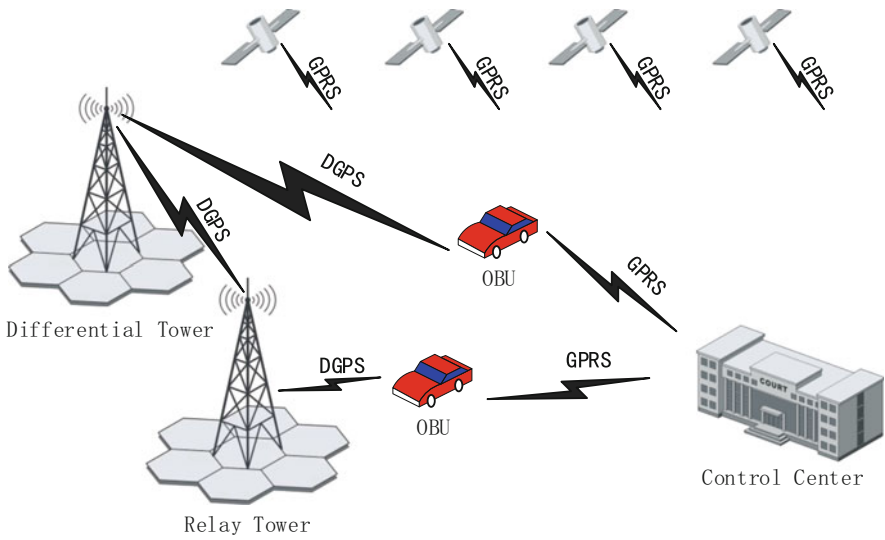 GPRS
GPRS
GPRS
GPRS
DGPS
DGPS
OBU
GPRS
Differential Tower
DGPS
GPRS
OBU
COURT
Control Center
Relay Tower